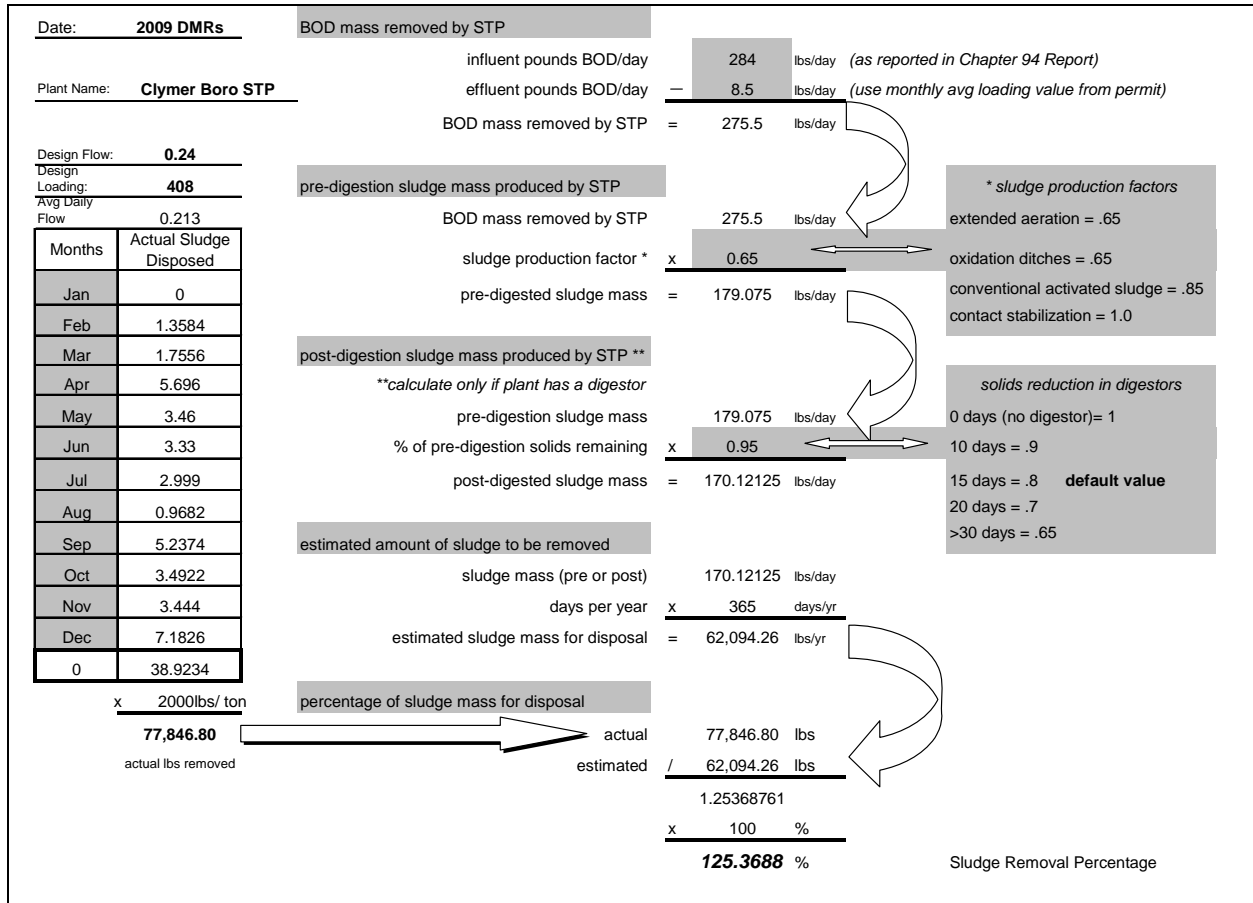 Date: 2009 DMRs BOD mass removed by STP
influent pounds BOD/day 284 lbs/day (as reported in Chapter 94 Report)
Plant Name: Clymer Boro STP effluent pounds BOD/day — 8.5 lbs/day (use monthly avg loading value from permit)
BOD mass removed by STP = 275.5 lbs/day
Design Flow: 0.24
Design
Loading: 408 pre-digestion sludge mass produced by STP * sludge production factors
Avg Daily
Flow 0.213 BOD mass removed by STP 275.5 lbs/day extended aeration = .65
Months Actual Sludge
Disposed sludge production factor * x 0.65 oxidation ditches = .65
Jan 0 pre-digested sludge mass = 179.075 lbs/day conventional activated sludge = .85
Feb 1.3584 contact stabilization = 1.0
Mar 1.7556 post-digestion sludge mass produced by STP **
Apr 5.696 **calculate only if plant has a digestor solids reduction in digestors
May 3.46 pre-digestion sludge mass 179.075 lbs/day 0 days (no digestor)= 1
Jun 3.33 % of pre-digestion solids remaining x 0.95 10 days = .9
Jul 2.999 post-digested sludge mass = 170.12125 lbs/day 15 days = .8 default value
Aug 0.9682 20 days = .7
Sep 5.2374 estimated amount of sludge to be removed >30 days = .65
Oct 3.4922 sludge mass (pre or post) 170.12125 lbs/day
Nov 3.444 days per year x 365 days/yr
Dec 7.1826 estimated sludge mass for disposal = 62,094.26 lbs/yr
0 38.9234
x 2000lbs/ ton percentage of sludge mass for disposal
77,846.80 actual 77,846.80 lbs
actual lbs removed estimated / 62,094.26 lbs
1.25368761
x 100 %
125.3688 % Sludge Removal Percentage